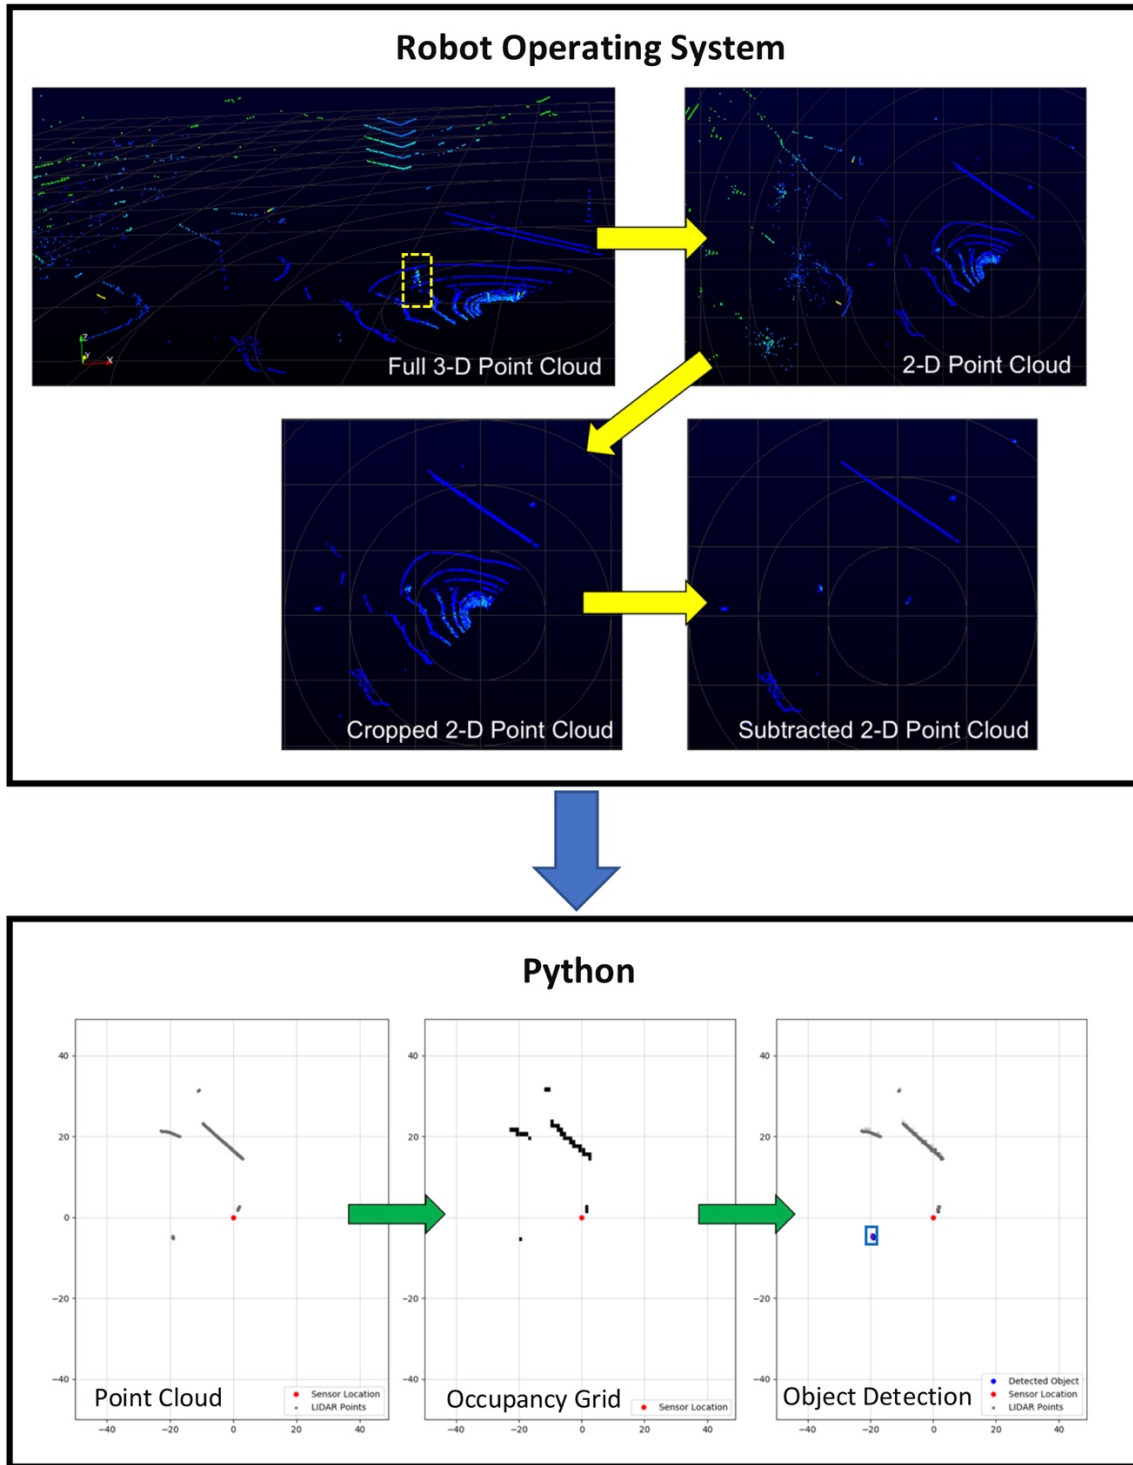 Robot Operating System
Z
Y
X
Full 3-D Point Cloud
2-D Point Cloud
Cropped 2-D Point Cloud
Subtracted 2-D Point Cloud
Python
40
20
0
−20
−40
−40 −20 0 20 40
Point Cloud
Sensor Location
LIDAR Points
40
20
0
−20
−40
−40 −20 0 20 40
Occupancy Grid
Sensor Location
40
20
0
−20
−40
−40 −20 0 20 40
Object Detection
Detected Object
Sensor Location
LIDAR Points